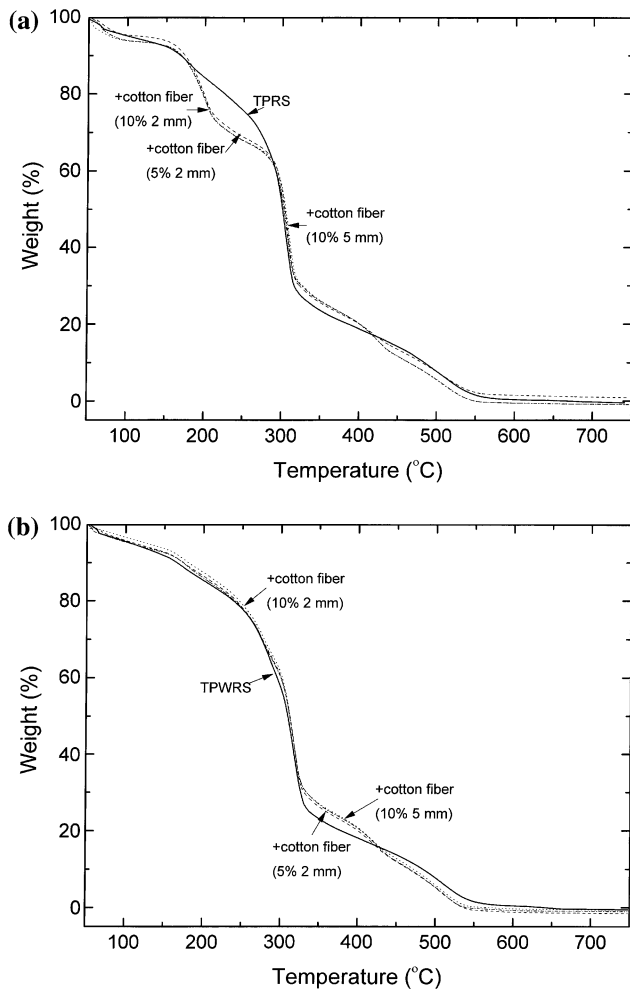 (a)
100
80
60
40
20
0
Weight (%)
+cotton fiber
(10% 2 mm)
TPRS
+cotton fiber
(5% 2 mm)
+cotton fiber
(10% 5 mm)
100 200 300 400 500 600 700
Temperature (°C)
(b)
100
80
60
40
20
0
Weight (%)
+cotton fiber
(10% 2 mm)
TPWRS
+cotton fiber
(10% 5 mm)
+cotton fiber
(5% 2 mm)
100 200 300 400 500 600 700
Temperature (°C)